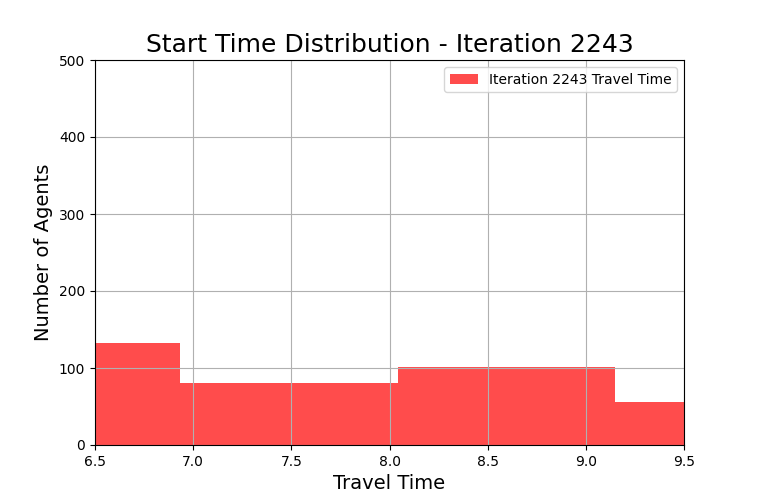 Start Time Distribution - Iteration 2243
Iteration 2243 Travel Time
Number of Agents
500
400
300
200
100
0
6.5 7.0 7.5 8.0 8.5 9.0 9.5
Travel Time